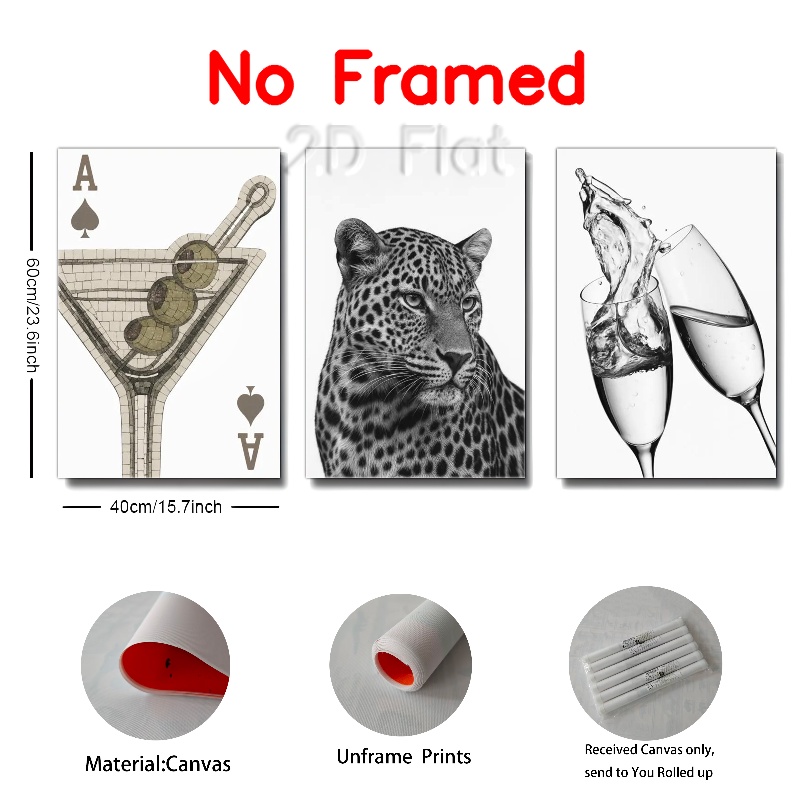 No Framed
2D Flat
A
A
60cm/23.6inch
40cm/15.7inch
Material:Canvas
Unframe Prints
Received Canvas only,
send to You Rolled up